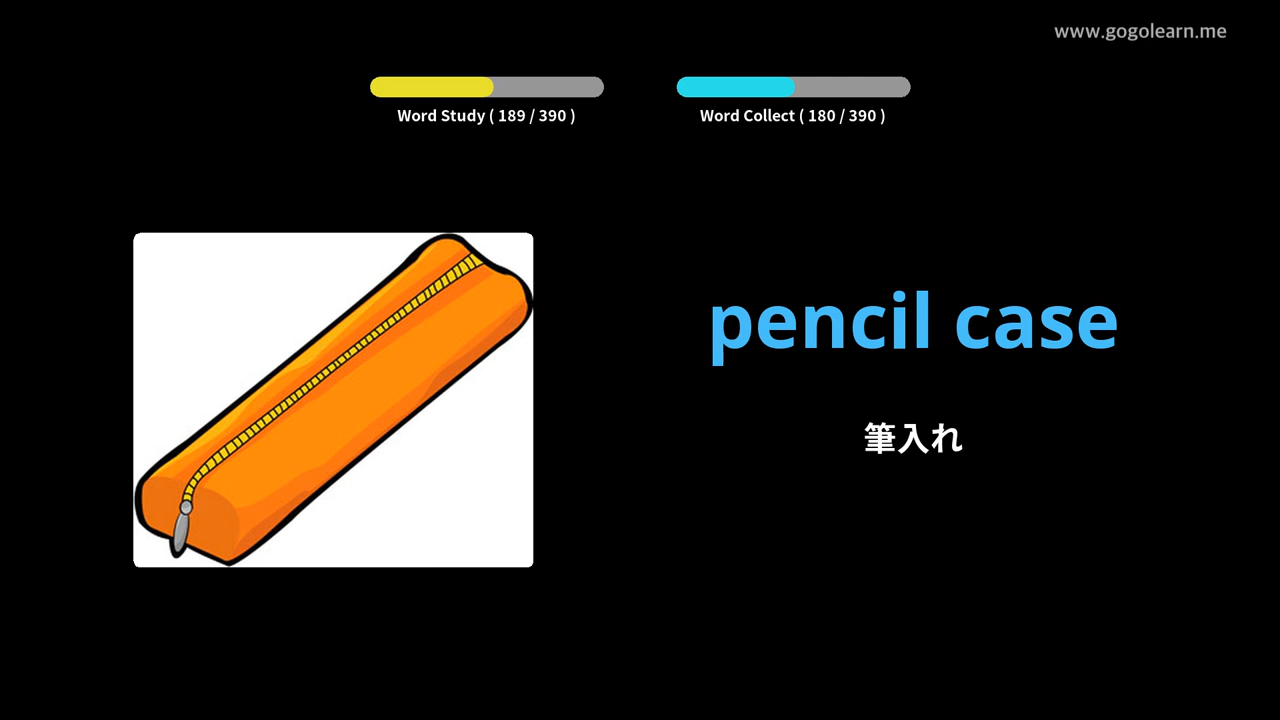 www.gogolearn.me
Word Study ( 189 / 390 )
Word Collect ( 180 / 390 )
pencil case
筆入れ